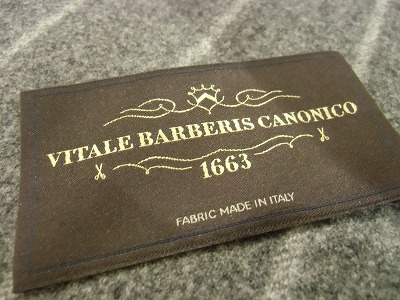 VITALE BARBERIS CANONICO
1663
FABRIC MADE IN ITALY